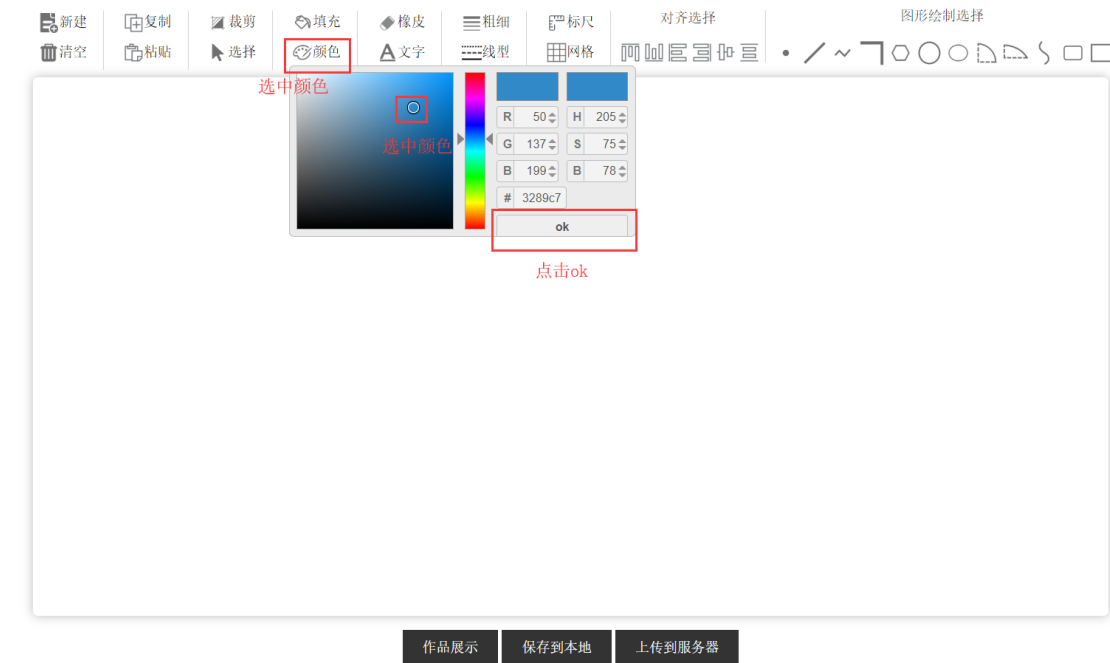 新建 复制 裁剪 填充 橡皮 粗细 标尺 对齐选择 图形绘制选择
清空 粘贴 选择 颜色 文字 线型 网格
选中颜色
选中颜色
R 50 H 205
G 137 S 75
B 199 B 78
# 3289c7
ok
点击ok
作品展示 保存到本地 上传到服务器